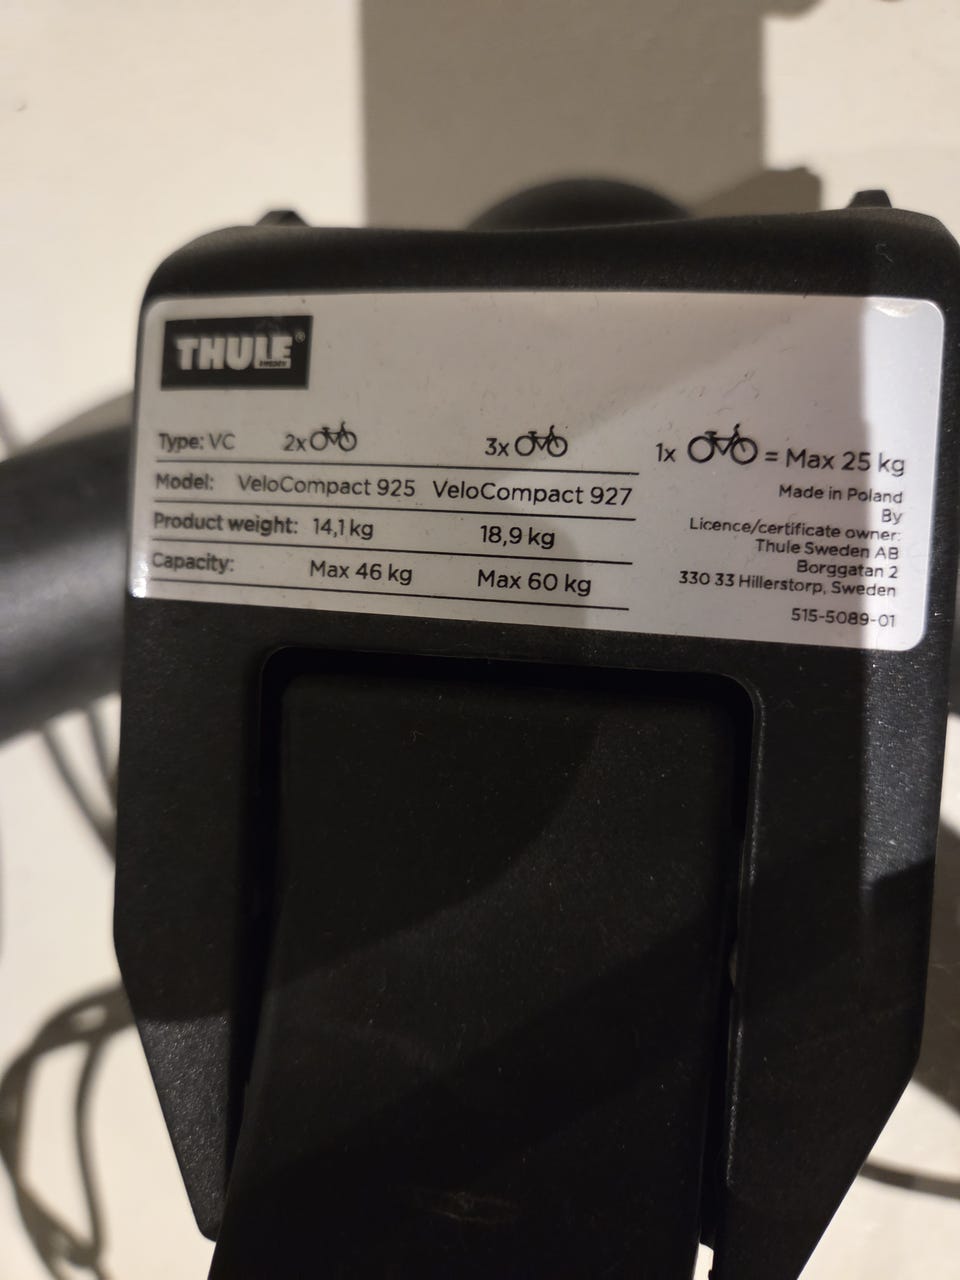 THULE®
SWEDEN
Type: VC 2x 3x
Model: VeloCompact 925 VeloCompact 927
Product weight: 14,1 kg 18,9 kg
Capacity: Max 46 kg Max 60 kg
1x = Max 25 kg
Made in Poland
By
Licence/certificate owner:
Thule Sweden AB
Borggatan 2
330 33 Hillerstorp, Sweden
515-5089-01